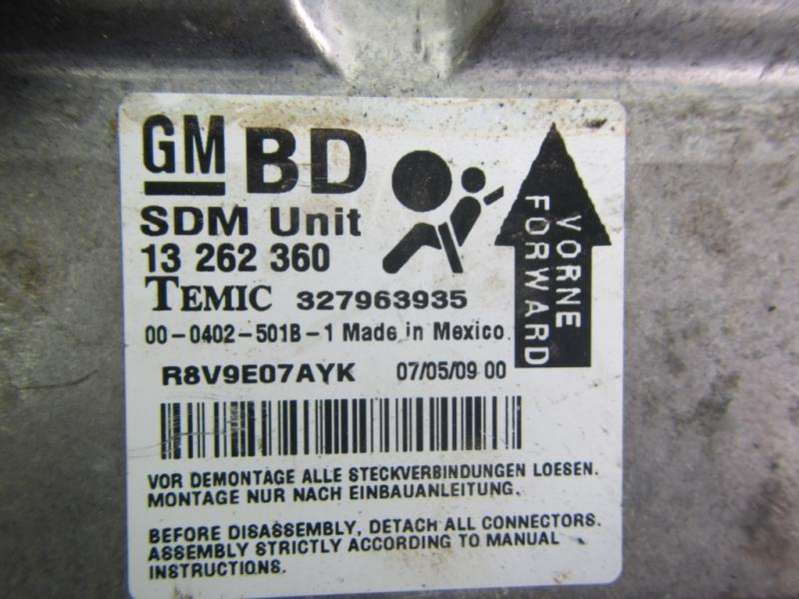 GM BD
SDM Unit
13 262 360
TEMIC 327963935
00-0402-501B-1 Made in Mexico
R8V9E07AYK 07/05/09 00
VORNE
FORWARD
VOR DEMONTAGE ALLE STECKVERBINDUNGEN LOESEN.
MONTAGE NUR NACH EINBAUANLEITUNG.
BEFORE DISASSEMBLY, DETACH ALL CONNECTORS.
ASSEMBLY STRICTLY ACCORDING TO MANUAL
INSTRUCTIONS.